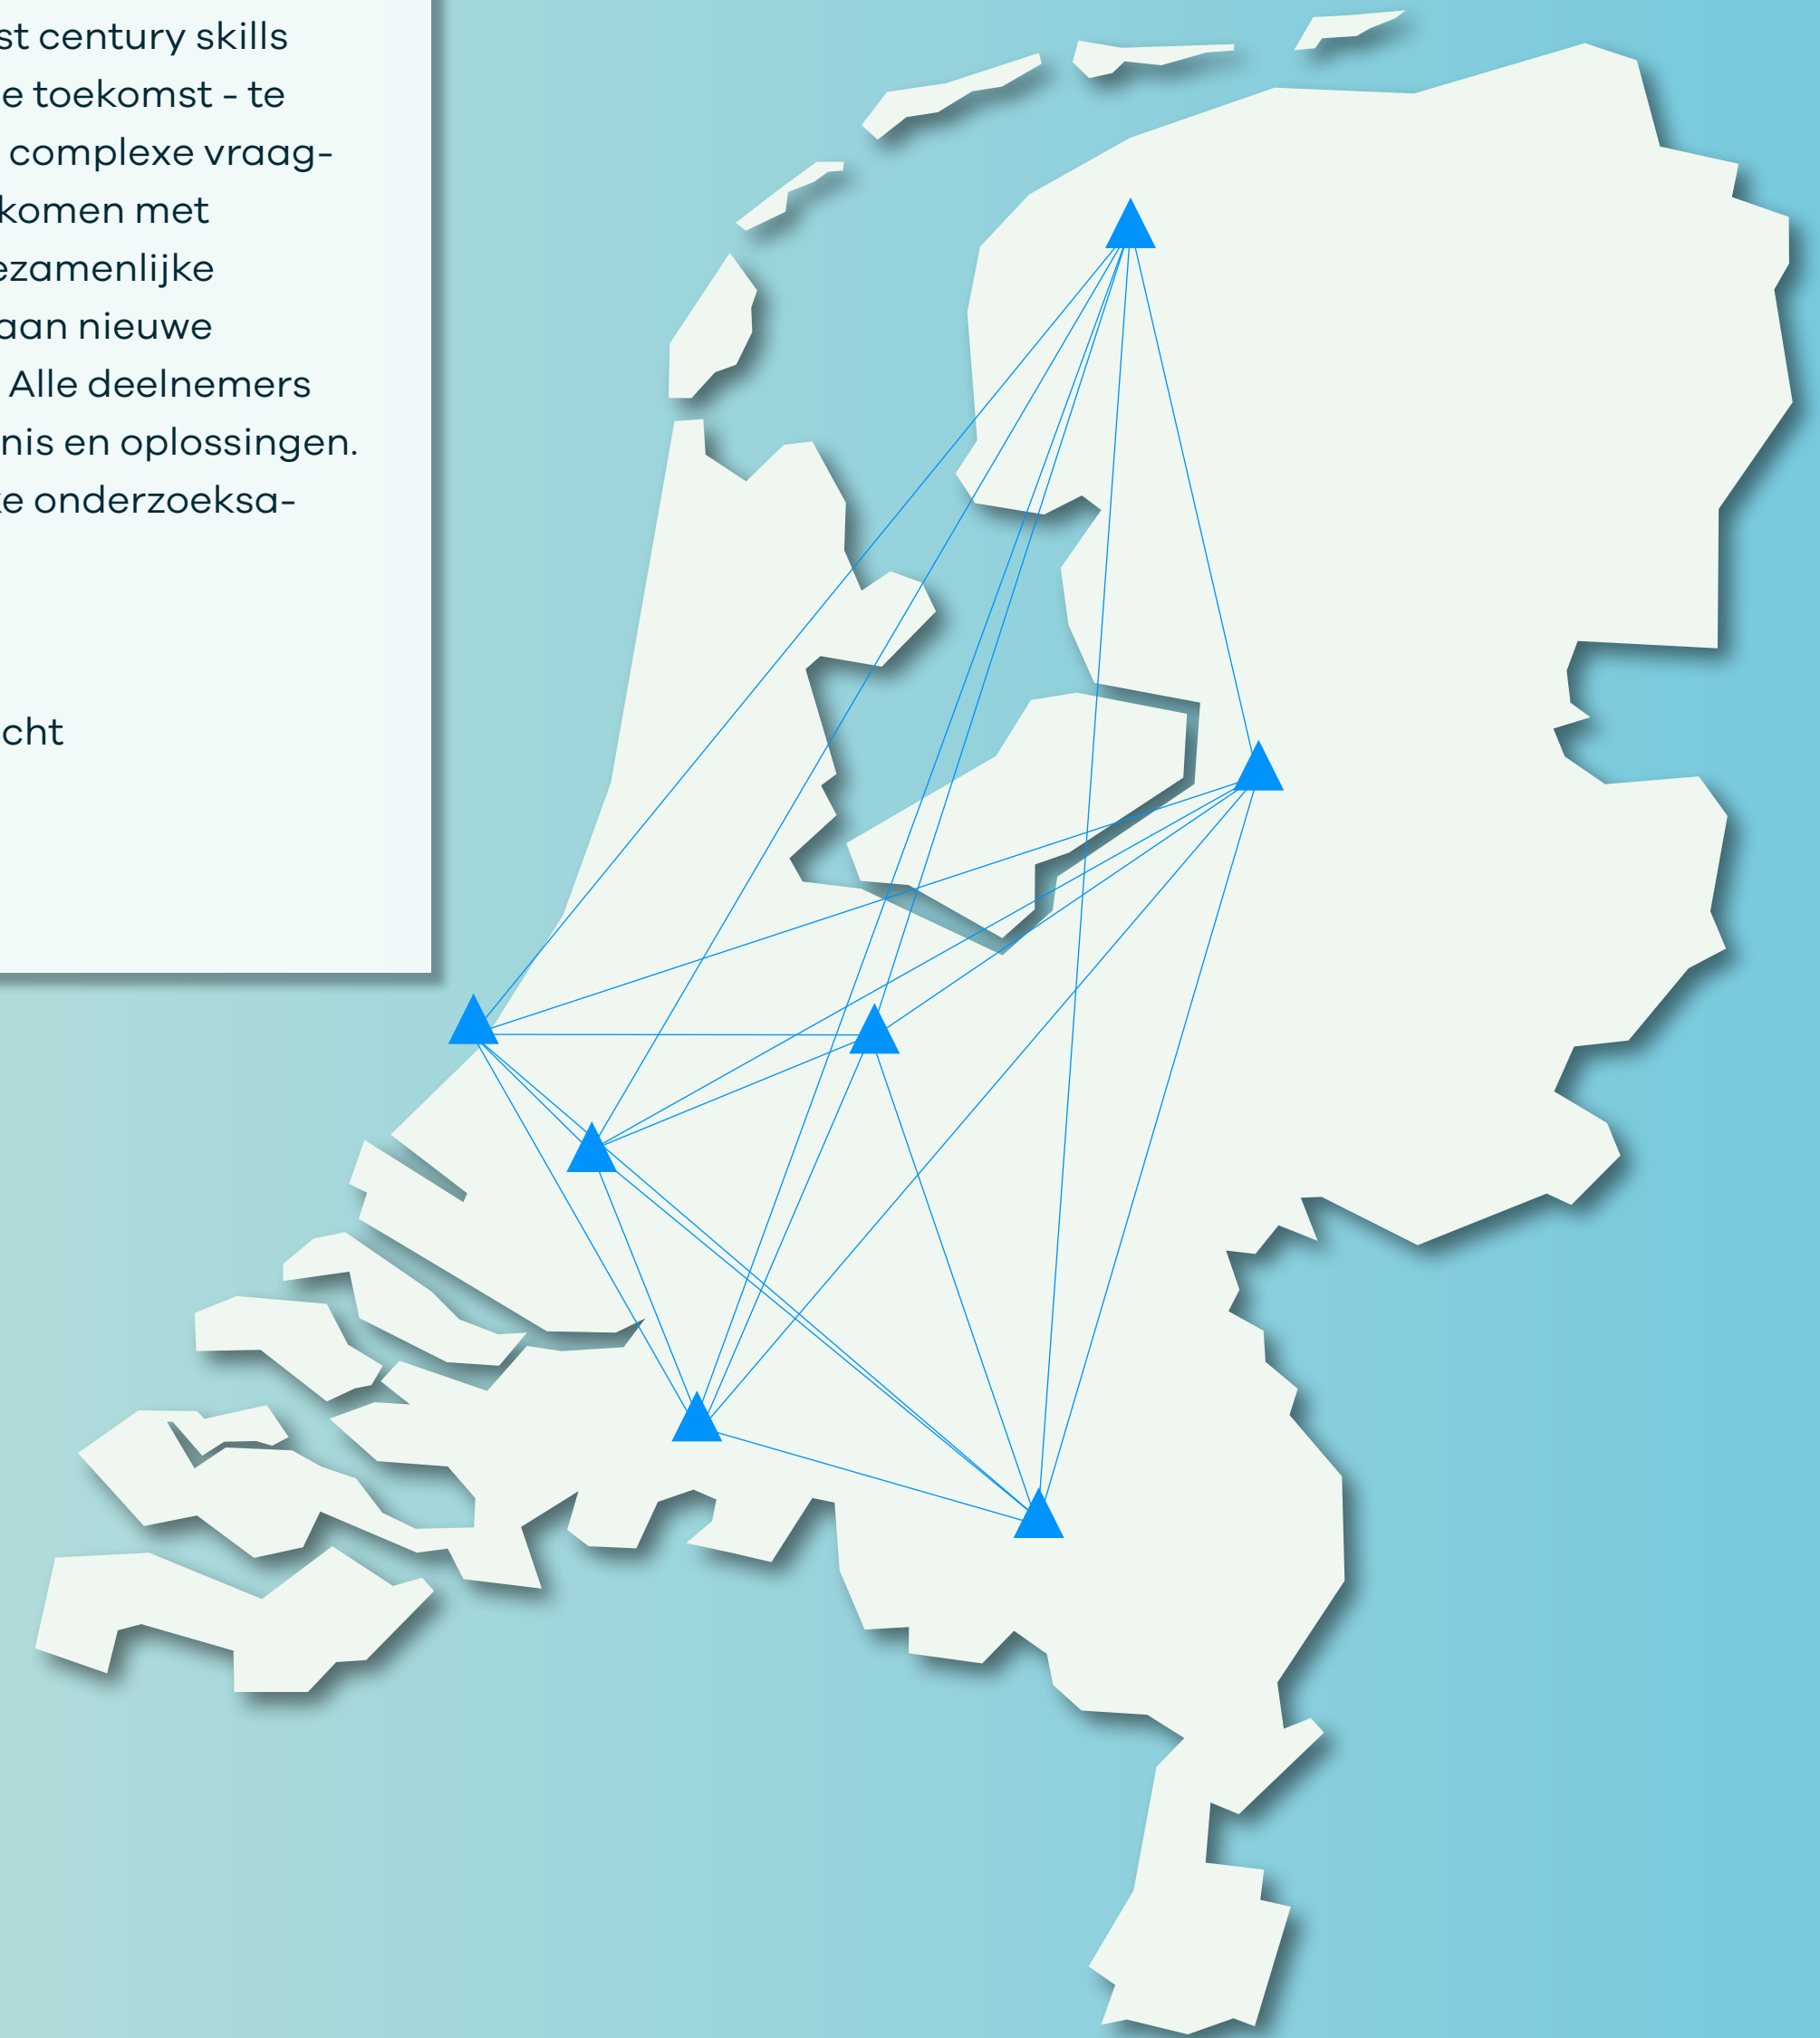 st century skills
e toekomst - te
complexe vraag-
komen met
ezamenlijke
aan nieuwe
Alle deelnemers
nis en oplossingen.
ke onderzoeksa-
cht